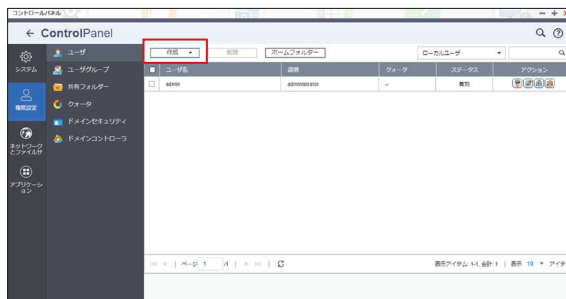 コントロールパネル
← ControlPanel
システム
権限設定
ネットワーク
とファイルサ
アプリケーシ
ョン
ユーザ
ユーザグループ
共有フォルダー
クォータ
ドメインセキュリティ
ドメインコントローラ
作成 削除 ホームフォルダー ローカルユーザ
ユーザ名 説明 クォータ ステータス アクション
admin administrator -- 有効
ページ 1 /1 表示アイテム: 1-1, 合計: 1 | 表示 10 アイテ